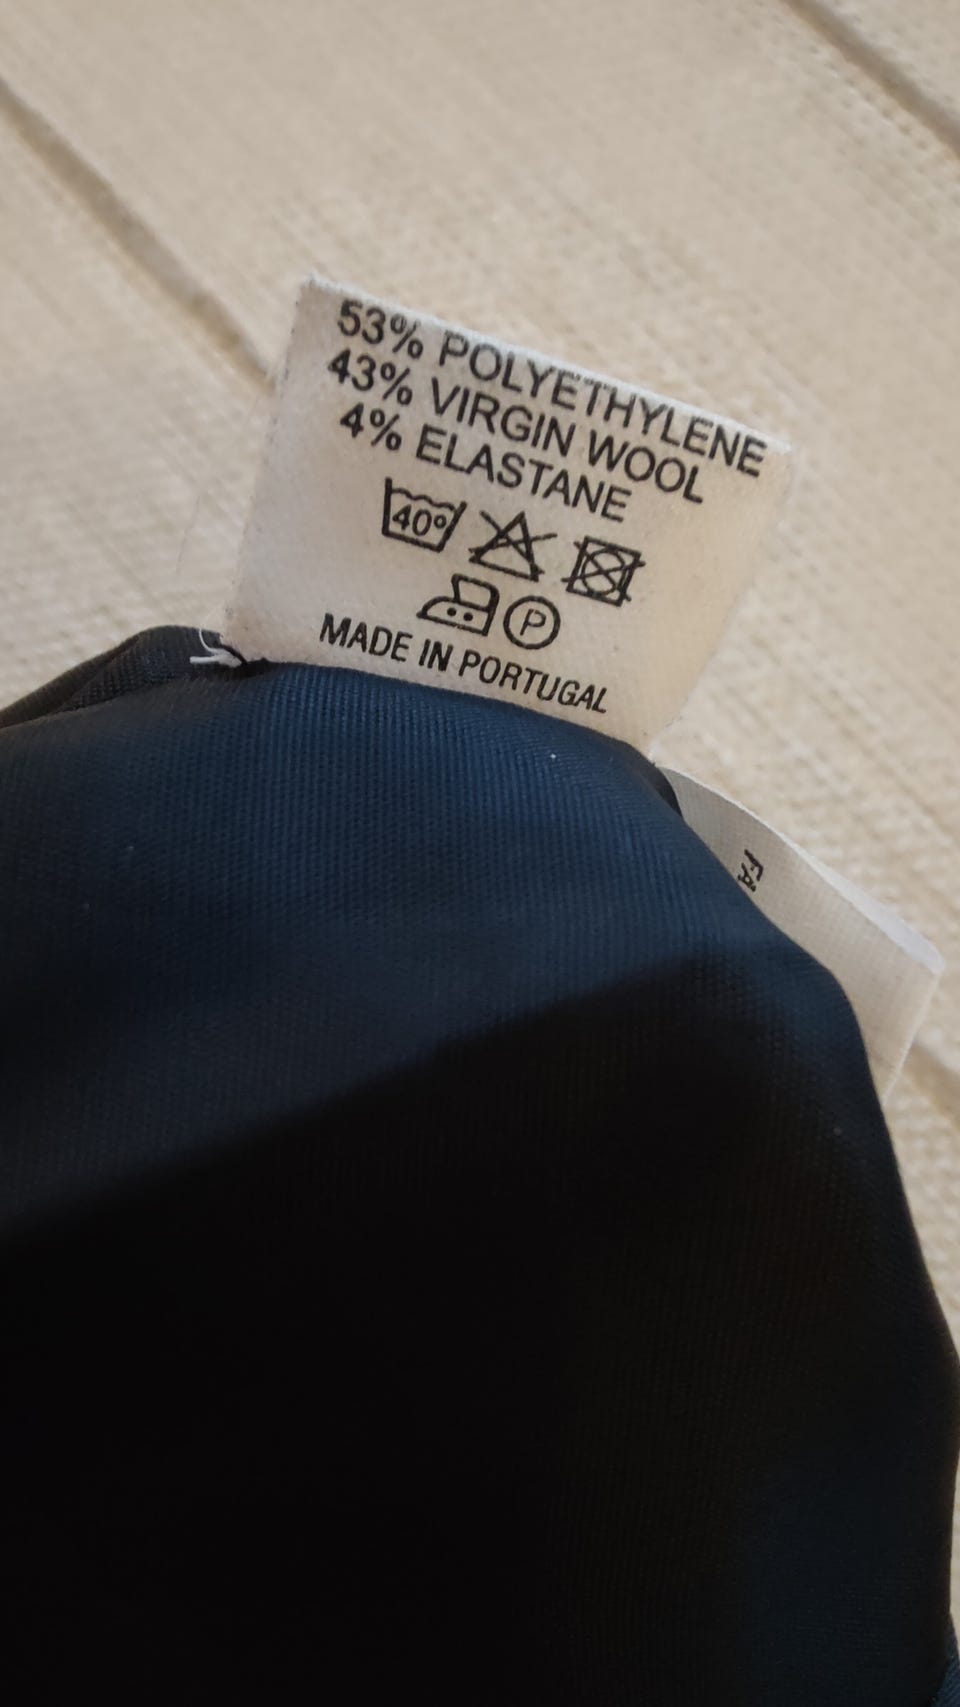 53% POLYETHYLENE
43% VIRGIN WOOL
4% ELASTANE
40°
P
MADE IN PORTUGAL